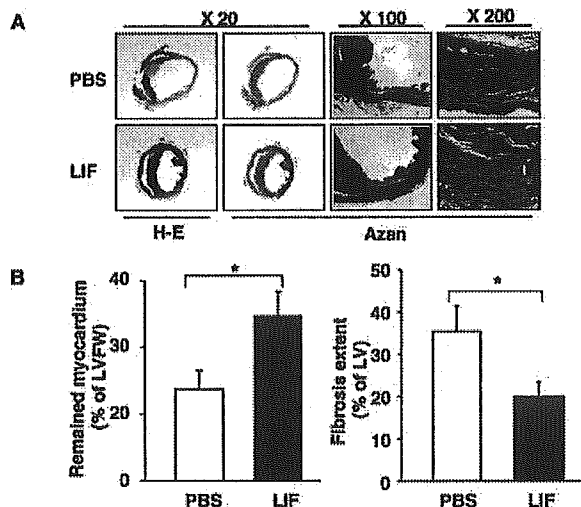 A
X 20
X 100
X 200
PBS
LIF
H-E
Azan
B
Remained myocardium
(% of LVFW)
40
30
20
0
*
PBS
LIF
Fibrosis extent
(% of LV)
50
40
30
20
10
0
*
PBS
LIF